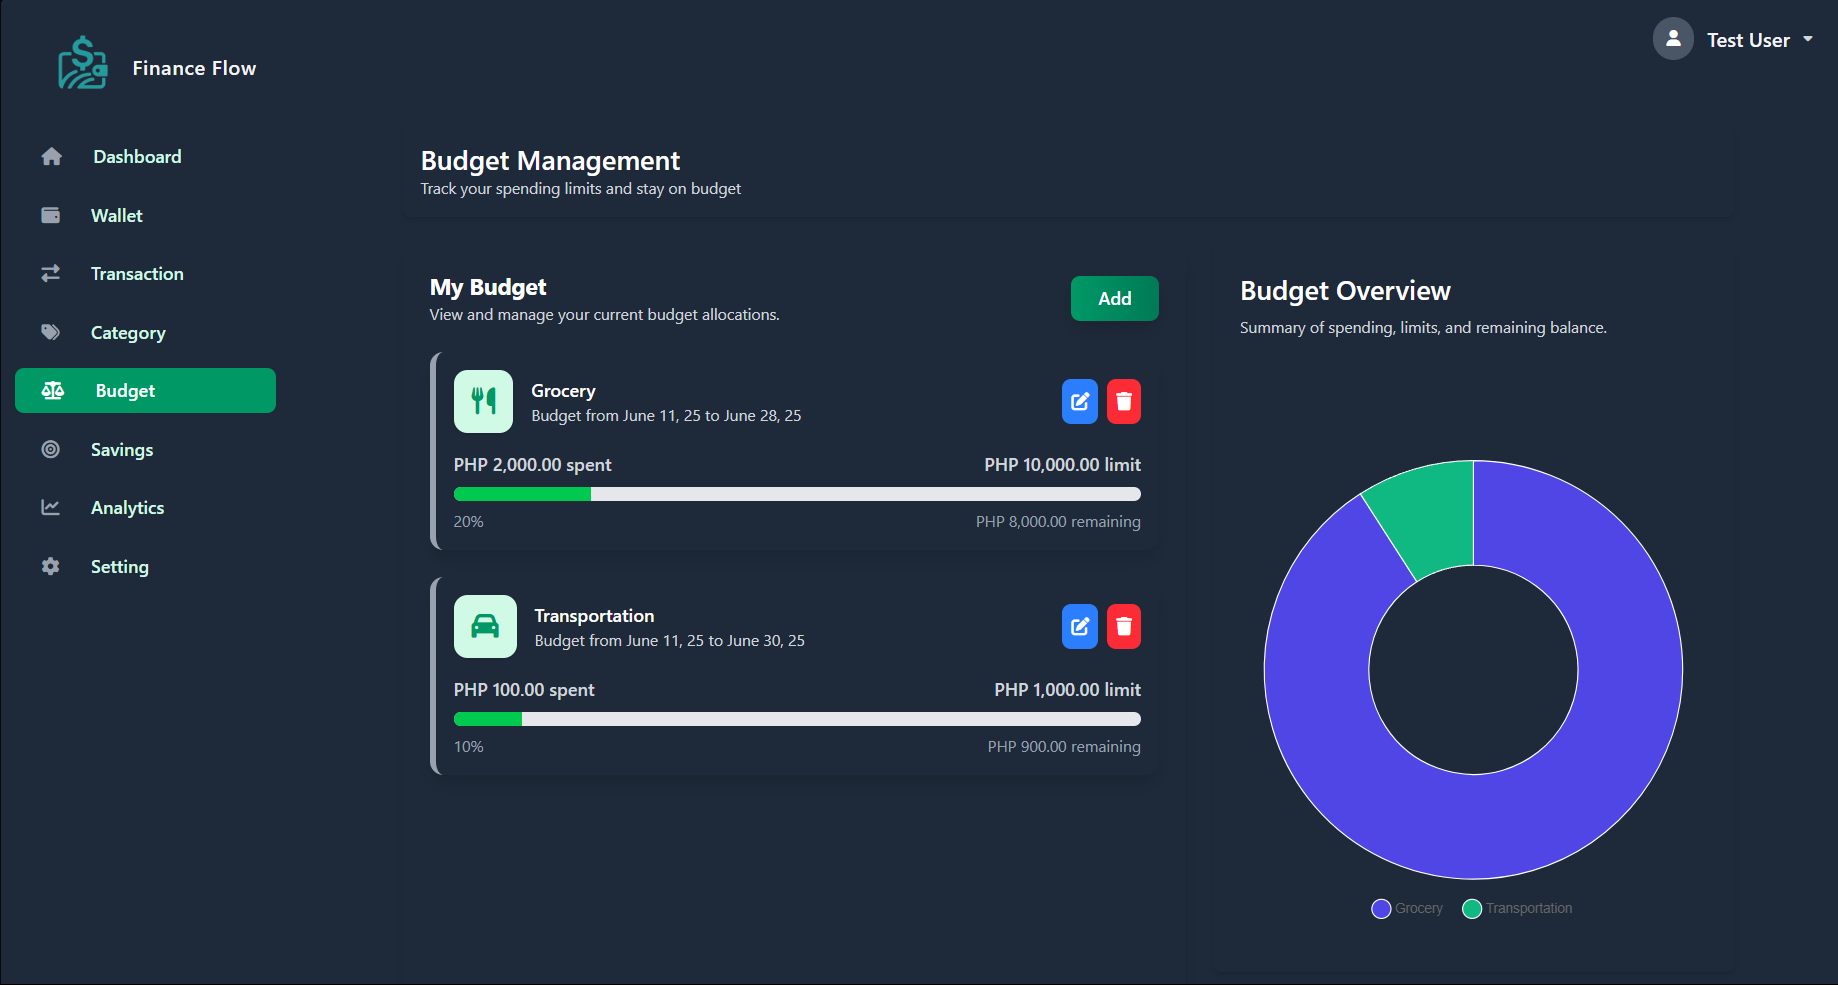 Finance Flow
Test User
Dashboard
Wallet
Transaction
Category
Budget
Savings
Analytics
Setting
Budget Management
Track your spending limits and stay on budget
My Budget
View and manage your current budget allocations.
Add
Grocery
Budget from June 11, 25 to June 28, 25
PHP 2,000.00 spent
PHP 10,000.00 limit
20%
PHP 8,000.00 remaining
Transportation
Budget from June 11, 25 to June 30, 25
PHP 100.00 spent
PHP 1,000.00 limit
10%
PHP 900.00 remaining
Budget Overview
Summary of spending, limits, and remaining balance.
Grocery
Transportation